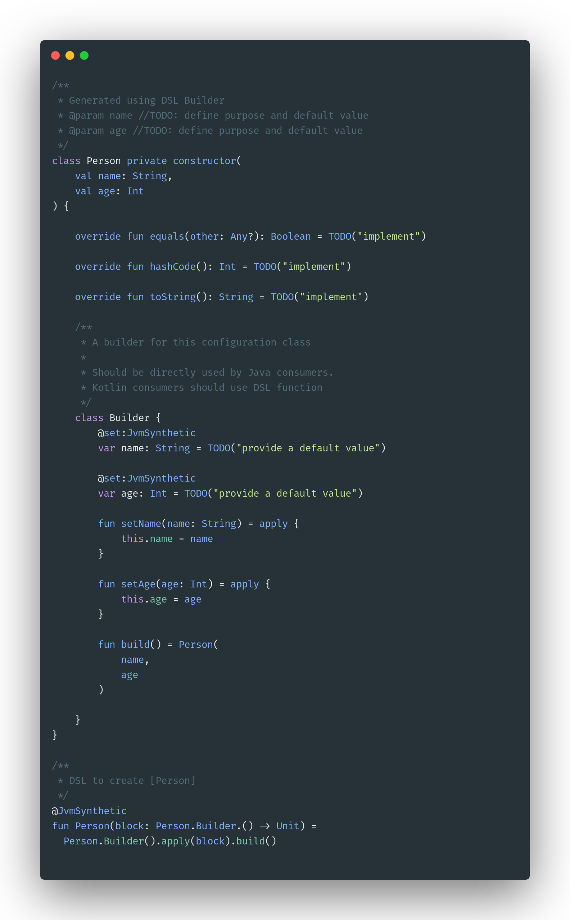 /**
 * Generated using DSL Builder
 * @param name //TODO: define purpose and default value
 * @param age //TODO: define purpose and default value
 */
class Person private constructor(
    val name: String,
    val age: Int
) {
    override fun equals(other: Any?): Boolean = TODO("implement")
    override fun hashCode(): Int = TODO("implement")
    override fun toString(): String = TODO("implement")
    /**
     * A builder for this configuration class
     *
     * Should be directly used by Java consumers.
     * Kotlin consumers should use DSL function
     */
    class Builder {
        @set:JvmSynthetic
        var name: String = TODO("provide a default value")
        @set:JvmSynthetic
        var age: Int = TODO("provide a default value")
        fun setName(name: String) = apply {
            this.name = name
        }
        fun setAge(age: Int) = apply {
            this.age = age
        }
        fun build() = Person(
            name,
            age
        )
    }
}
/**
 * DSL to create [Person]
 */
@JvmSynthetic
fun Person(block: Person.Builder.() -> Unit) =
  Person.Builder().apply(block).build()